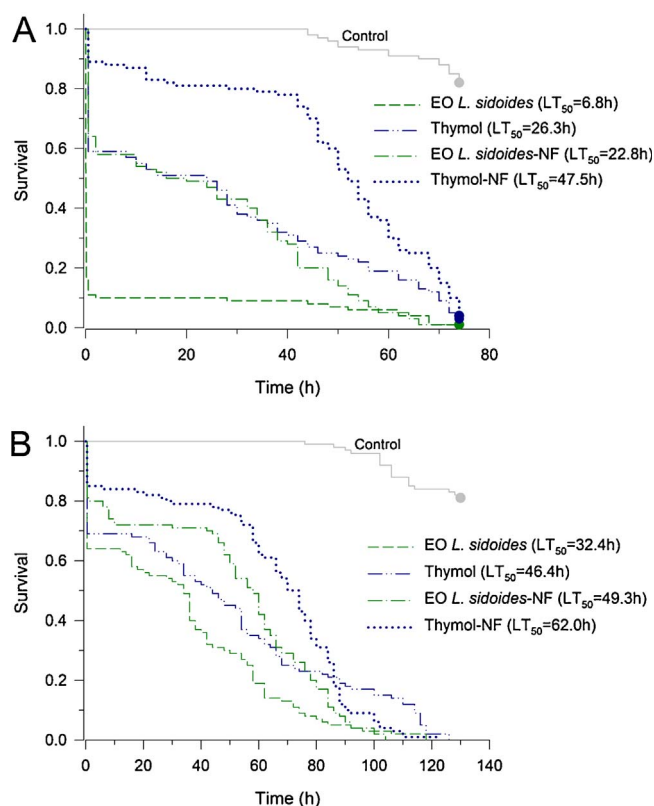 A
1.0
0.8
0.6
0.4
0.2
0.0
Survival
Control
EO L. sidoides (LT50=6.8h)
Thymol (LT50=26.3h)
EO L. sidoides-NF (LT50=22.8h)
Thymol-NF (LT50=47.5h)
0 20 40 60 80
Time (h)
B
1.0
0.8
0.6
0.4
0.2
0.0
Survival
Control
EO L. sidoides (LT50=32.4h)
Thymol (LT50=46.4h)
EO L. sidoides-NF (LT50=49.3h)
Thymol-NF (LT50=62.0h)
0 20 40 60 80 100 120 140
Time (h)